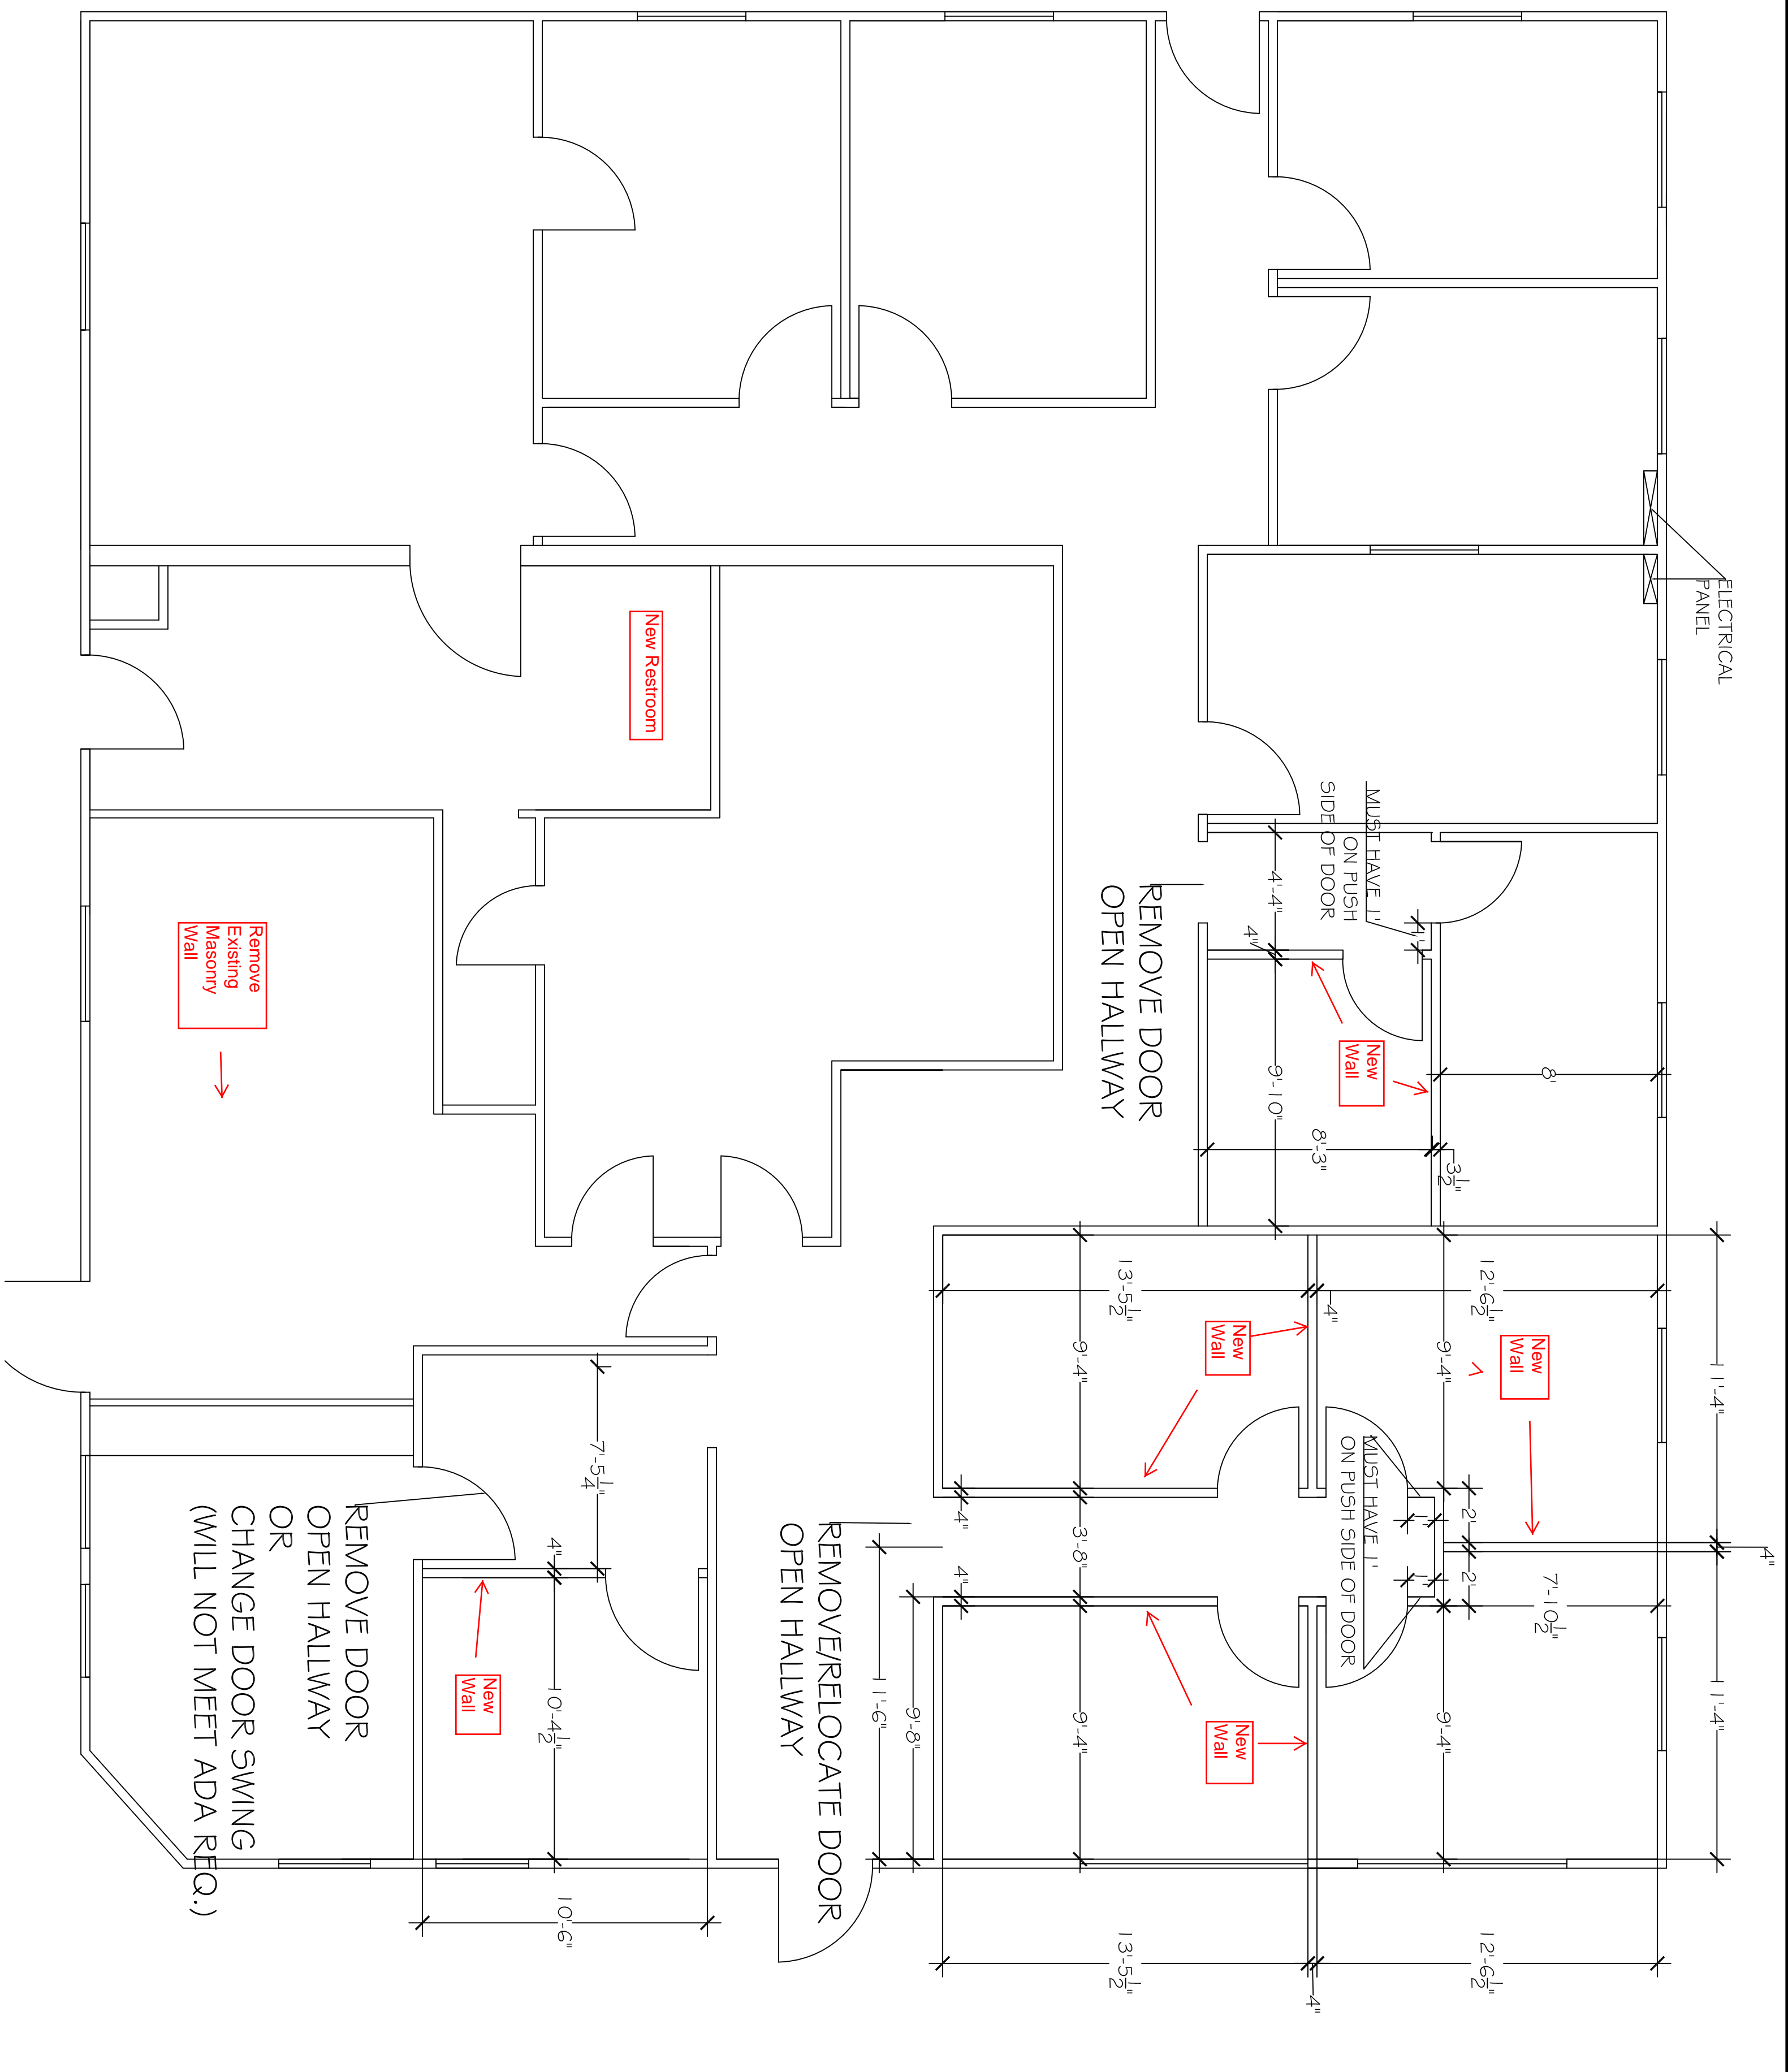 4"
ELECTRICAL
PANEL
11'-4"
11'-4"
8'
7'-10 1/2"
New
Wall
12'-6 1/2"
12'-6 1/2"
2'
2'
3 1/2"
9'-4"
9'-4"
1'
1'
1'
MUST HAVE 1'
ON PUSH
SIDE OF DOOR
New
Wall
MUST HAVE 1'
ON PUSH SIDE OF DOOR
8'-3"
4"
4"
4"
4'-4"
9'-10"
New
Wall
New
Wall
13'-5 1/2"
13'-5 1/2"
REMOVE DOOR
OPEN HALLWAY
9'-4"
3'-8"
9'-4"
4"
4"
9'-8"
11'-6"
REMOVE/RELOCATE DOOR
OPEN HALLWAY
New Restroom
7'-5 1/4"
4"
10'-4 1/2"
10'-6"
New
Wall
REMOVE DOOR
OPEN HALLWAY
OR
CHANGE DOOR SWING
(WILL NOT MEET ADA REQ.)
Remove
Existing
Masonry
Wall